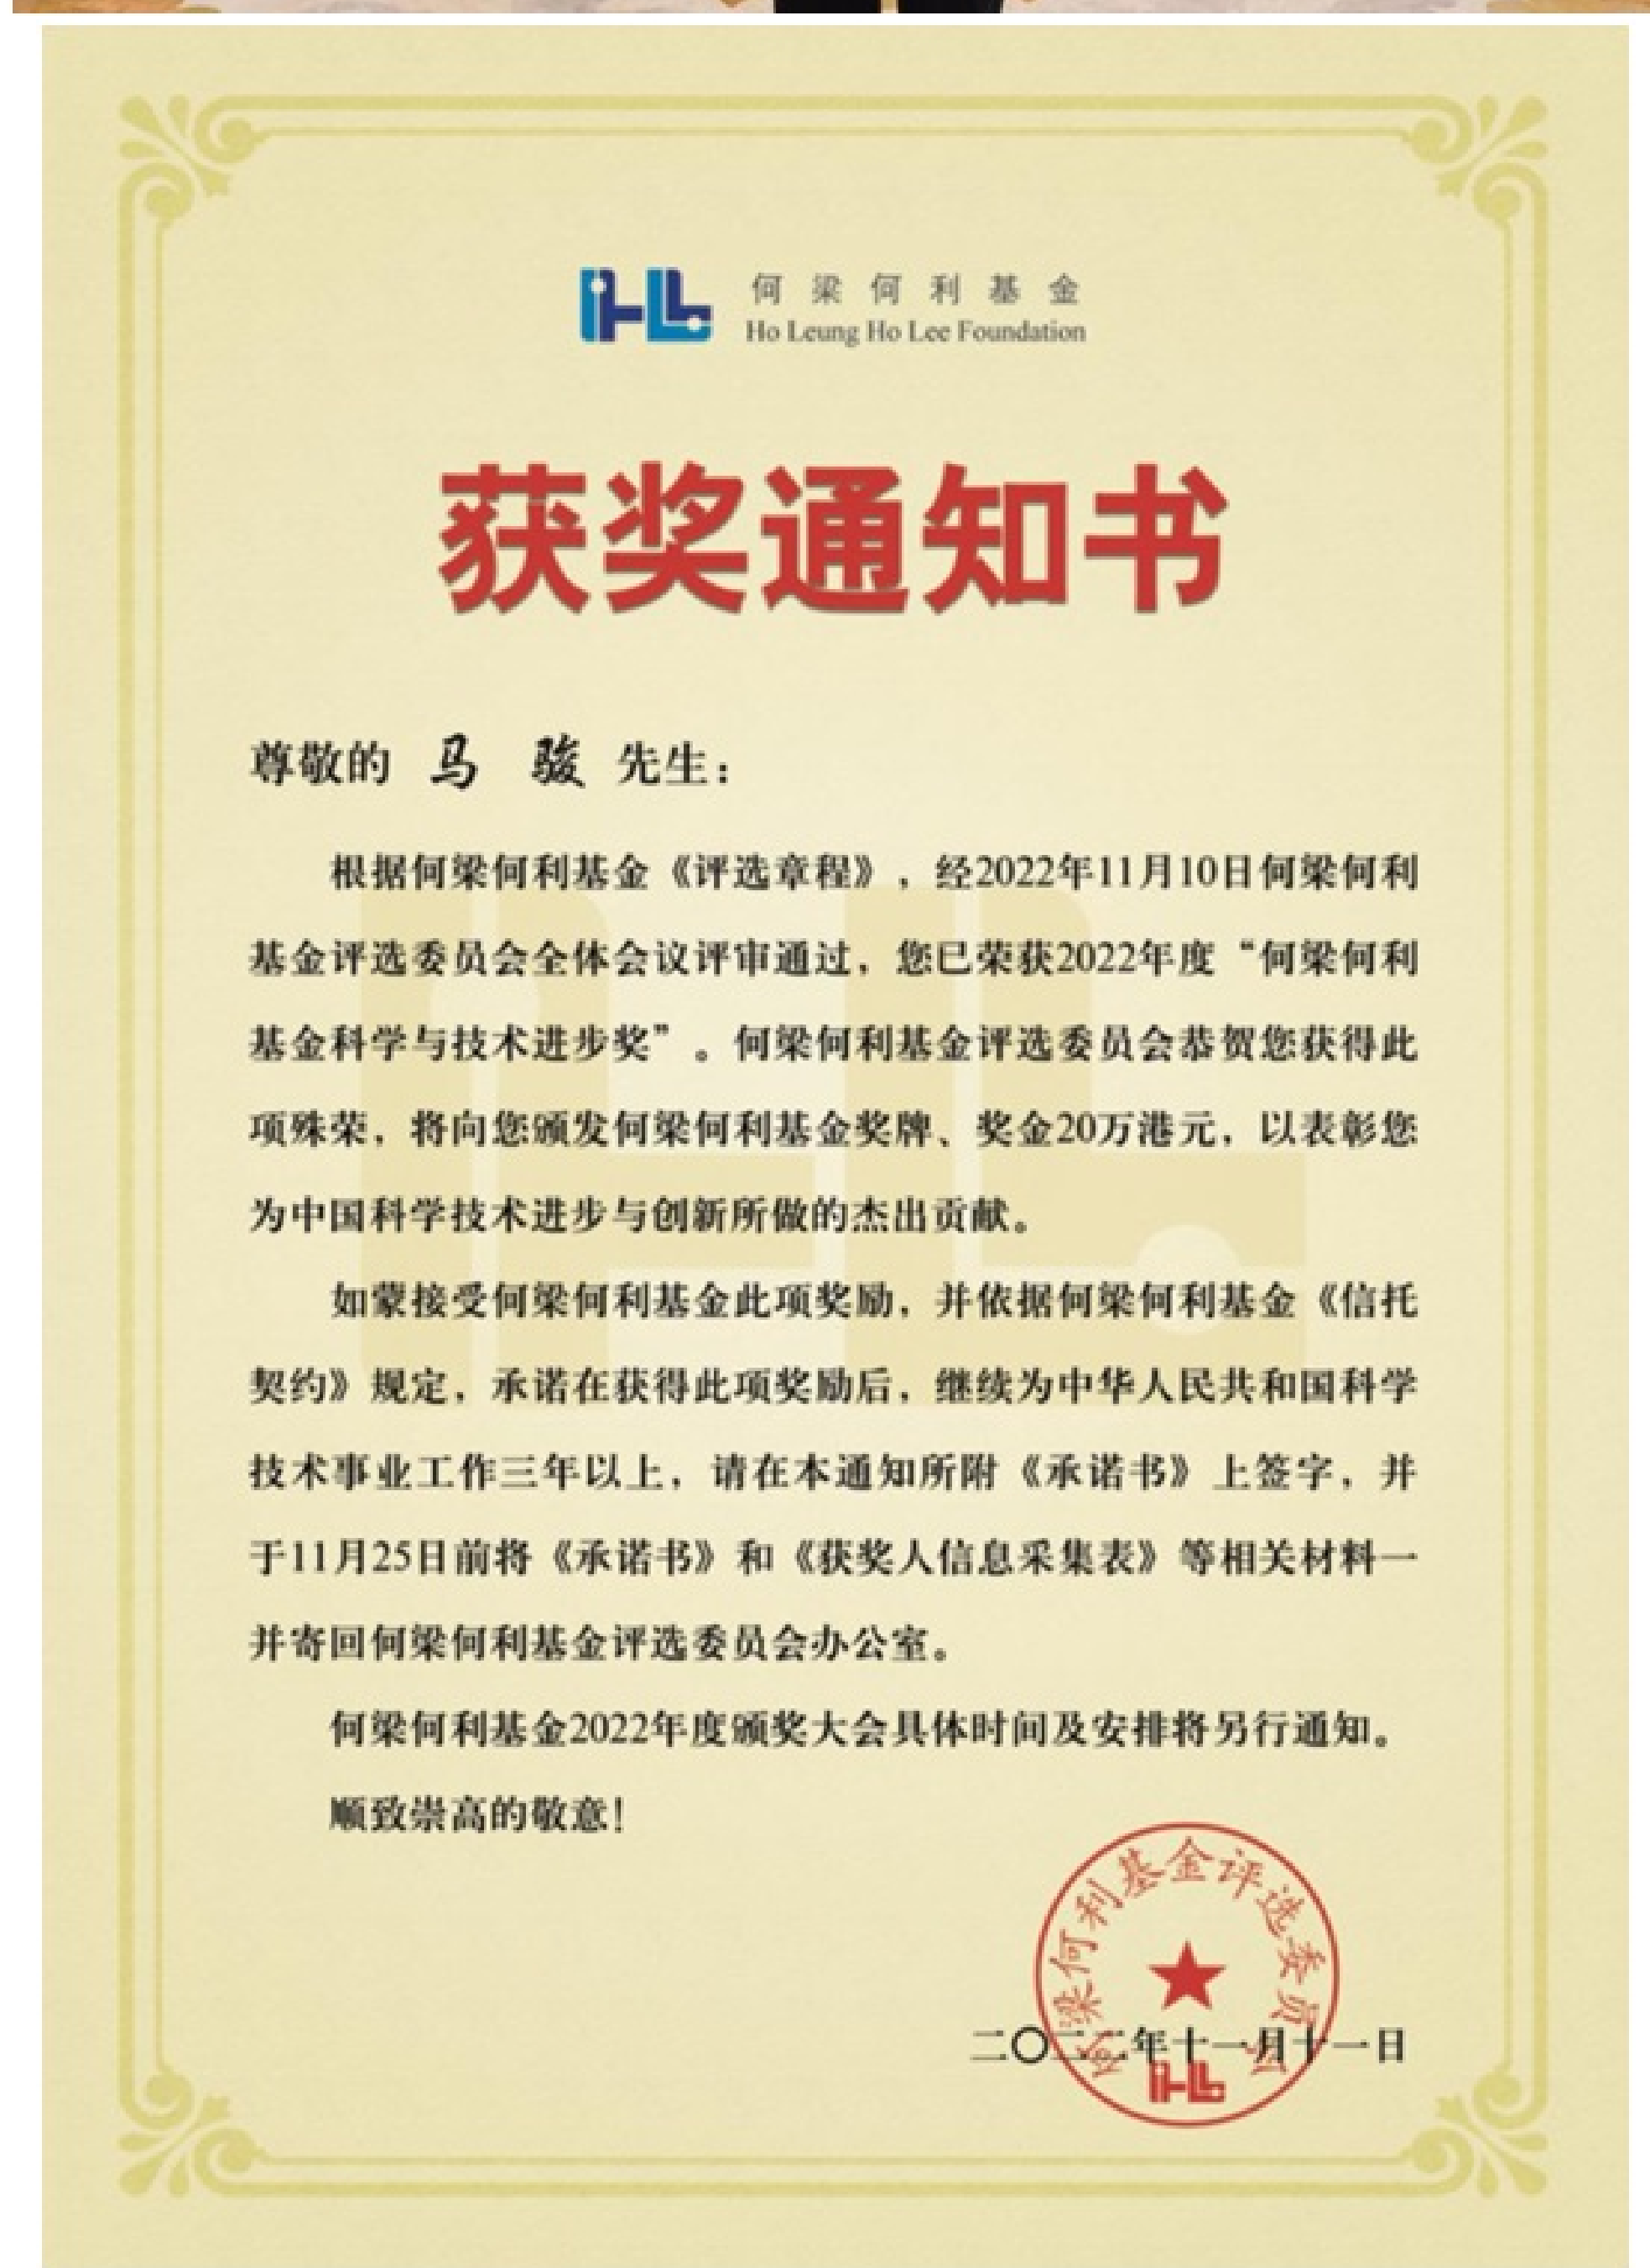 何梁何利基金
Ho Leung Ho Lee Foundation
获奖通知书
尊敬的 马 骏 先生：
根据何梁何利基金《评选章程》，经2022年11月10日何梁何利
基金评选委员会全体会议评审通过，您已荣获2022年度“何梁何利
基金科学与技术进步奖”。何梁何利基金评选委员会恭贺您获得此
项殊荣，将向您颁发何梁何利基金奖牌、奖金20万港元，以表彰您
为中国科学技术进步与创新所做的杰出贡献。
如蒙接受何梁何利基金此项奖励，并依据何梁何利基金《信托
契约》规定，承诺在获得此项奖励后，继续为中华人民共和国科学
技术事业工作三年以上，请在本通知所附《承诺书》上签字，并
于11月25日前将《承诺书》和《获奖人信息采集表》等相关材料一
并寄回何梁何利基金评选委员会办公室。
何梁何利基金2022年度颁奖大会具体时间及安排将另行通知。
顺致崇高的敬意！
何梁何利基金评选委员会
二〇二二年十一月十一日